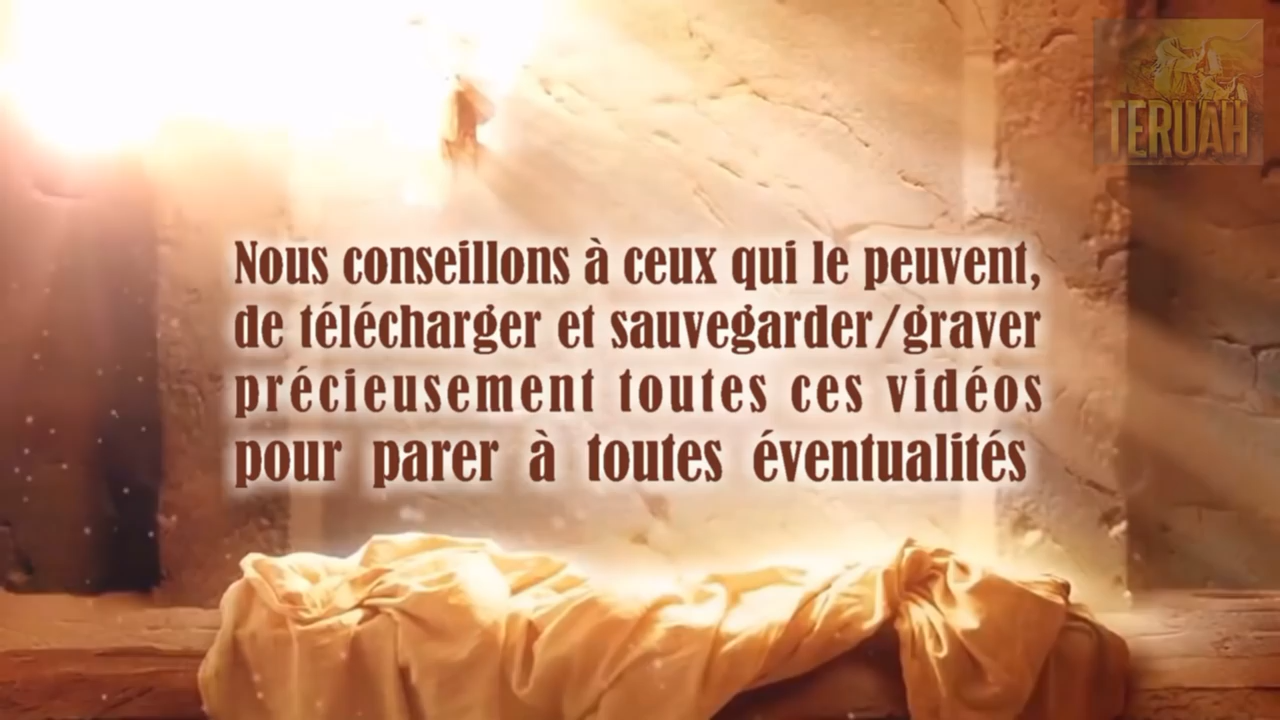 TERUAH
Nous conseillons à ceux qui le peuvent,
de télécharger et sauvegarder/graver
précieusement toutes ces vidéos
pour parer à toutes éventualités